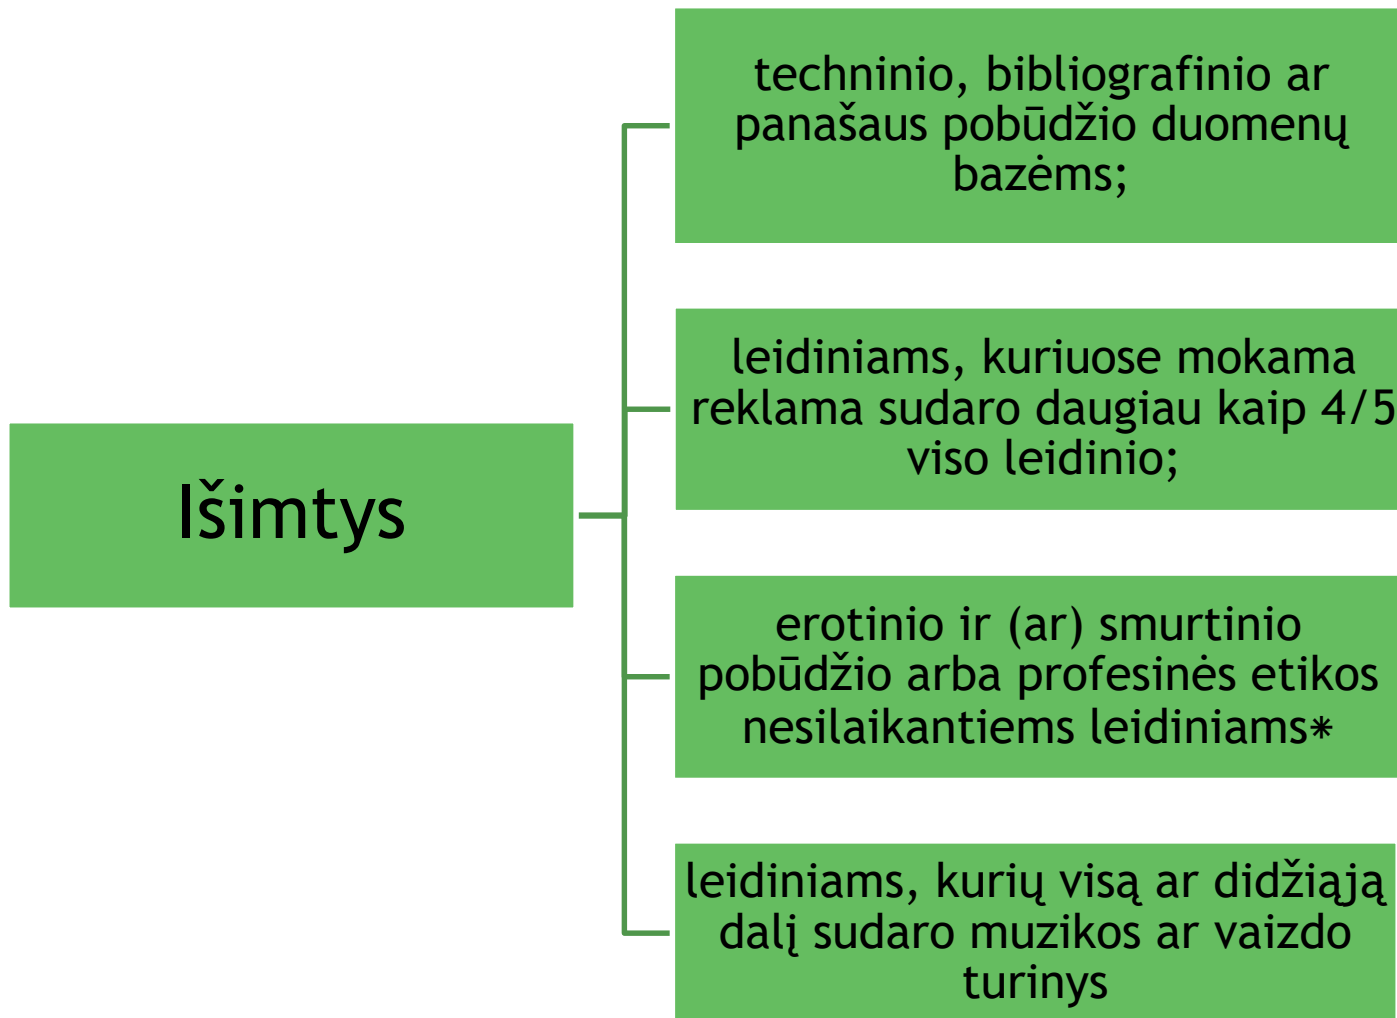 Išimtys
techninio, bibliografinio ar
panašaus pobūdžio duomenų
bazėms;
leidiniams, kuriuose mokama
reklama sudaro daugiau kaip 4/5
viso leidinio;
erotinio ir (ar) smurtinio
pobūdžio arba profesinės etikos
nesilaikantiems leidiniams*
leidiniams, kurių visą ar didžiąją
dalį sudaro muzikos ar vaizdo
turinys